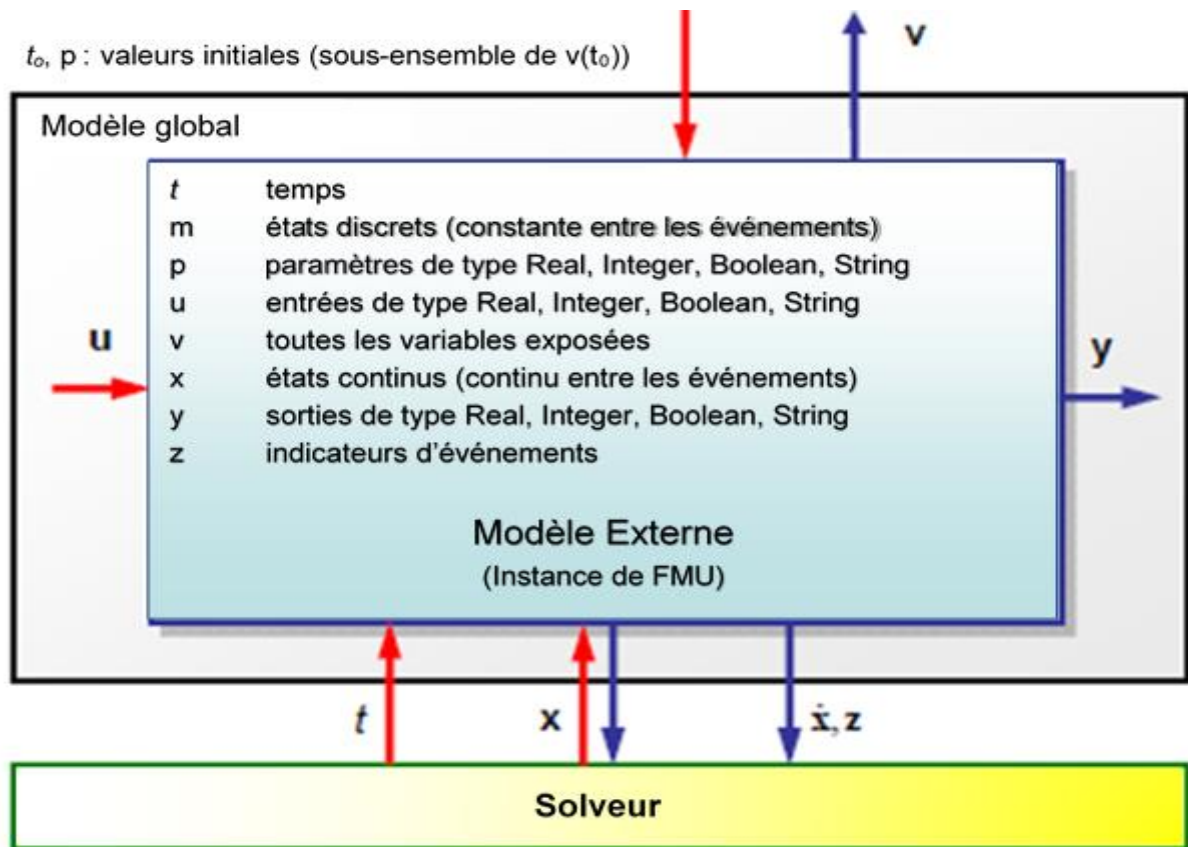 v
t₀, p : valeurs initiales (sous-ensemble de v(t₀))
Modèle global
t temps
m états discrets (constante entre les événements)
p paramètres de type Real, Integer, Boolean, String
u entrées de type Real, Integer, Boolean, String
v toutes les variables exposées
x états continus (continu entre les événements)
y sorties de type Real, Integer, Boolean, String
z indicateurs d'événements
u
y
Modèle Externe
(Instance de FMU)
t
x
ẋ, z
Solveur